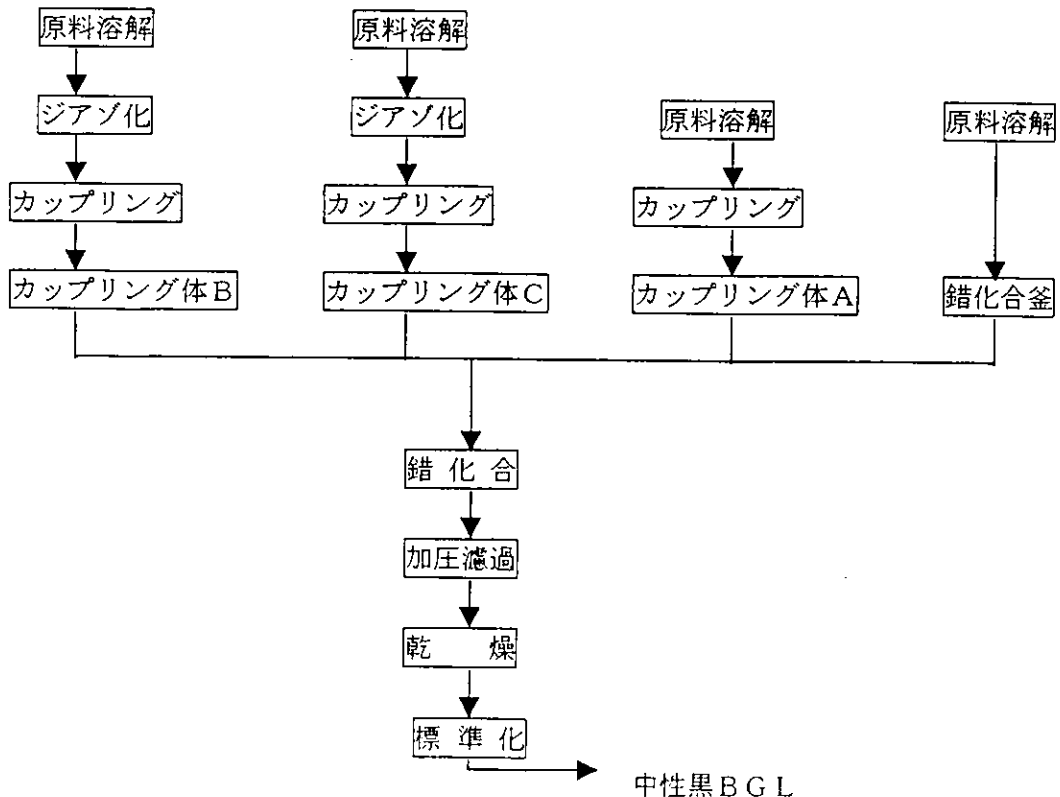 原料溶解
原料溶解
ジアゾ化
ジアゾ化
原料溶解
原料溶解
カップリング
カップリング
カップリング
カップリング体B
カップリング体C
カップリング体A
錯化合釜
錯化合
加圧濾過
乾燥
標準化
中性黒BGL